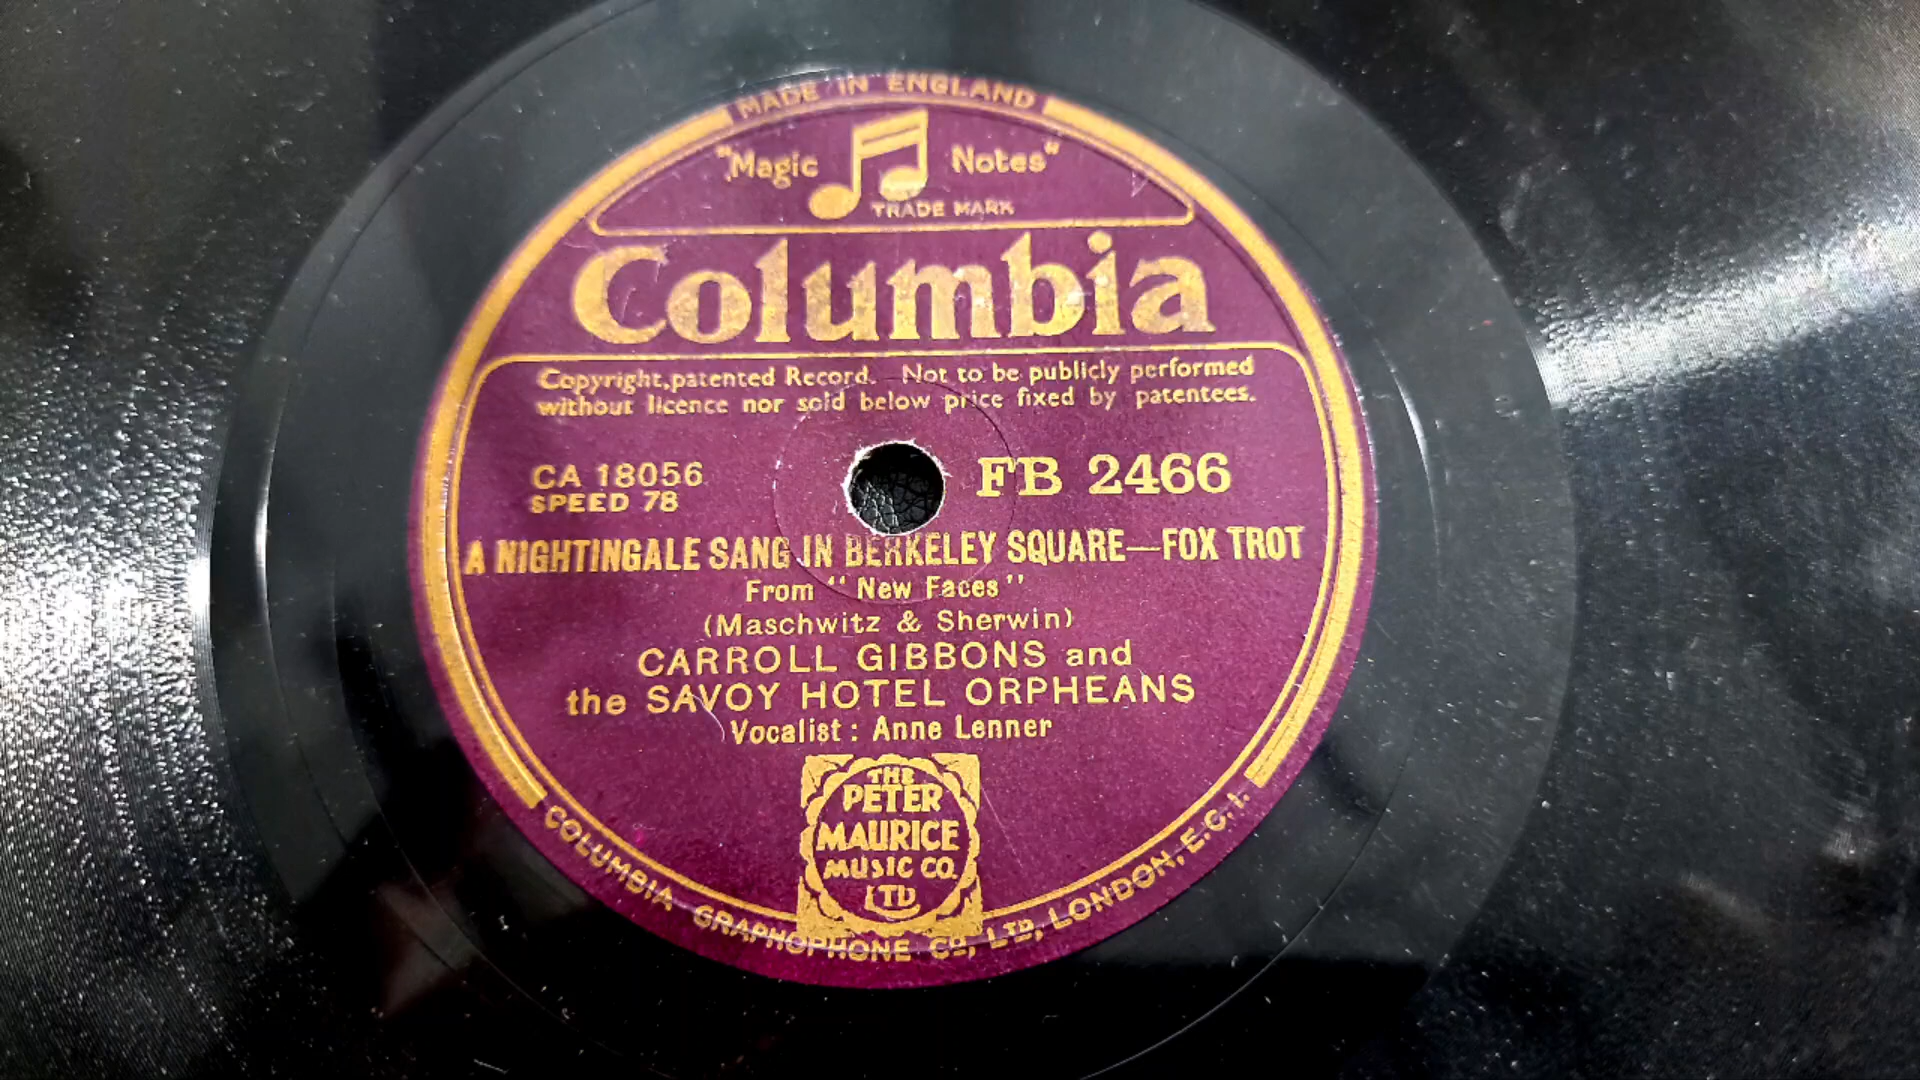 MADE IN ENGLAND
"Magic Notes"
TRADE MARK
Columbia
Copyright, patented Record. Not to be publicly performed
without licence nor sold below price fixed by patentees.
CA 18056
SPEED 78
FB 2466
A NIGHTINGALE SANG IN BERKELEY SQUARE—FOX TROT
From "New Faces"
(Maschwitz & Sherwin)
CARROLL GIBBONS and
the SAVOY HOTEL ORPHEANS
Vocalist : Anne Lenner
THE
PETER
MAURICE
MUSIC CO.
LTD
COLUMBIA GRAPHOPHONE CO, LTD, LONDON, E.C.1.